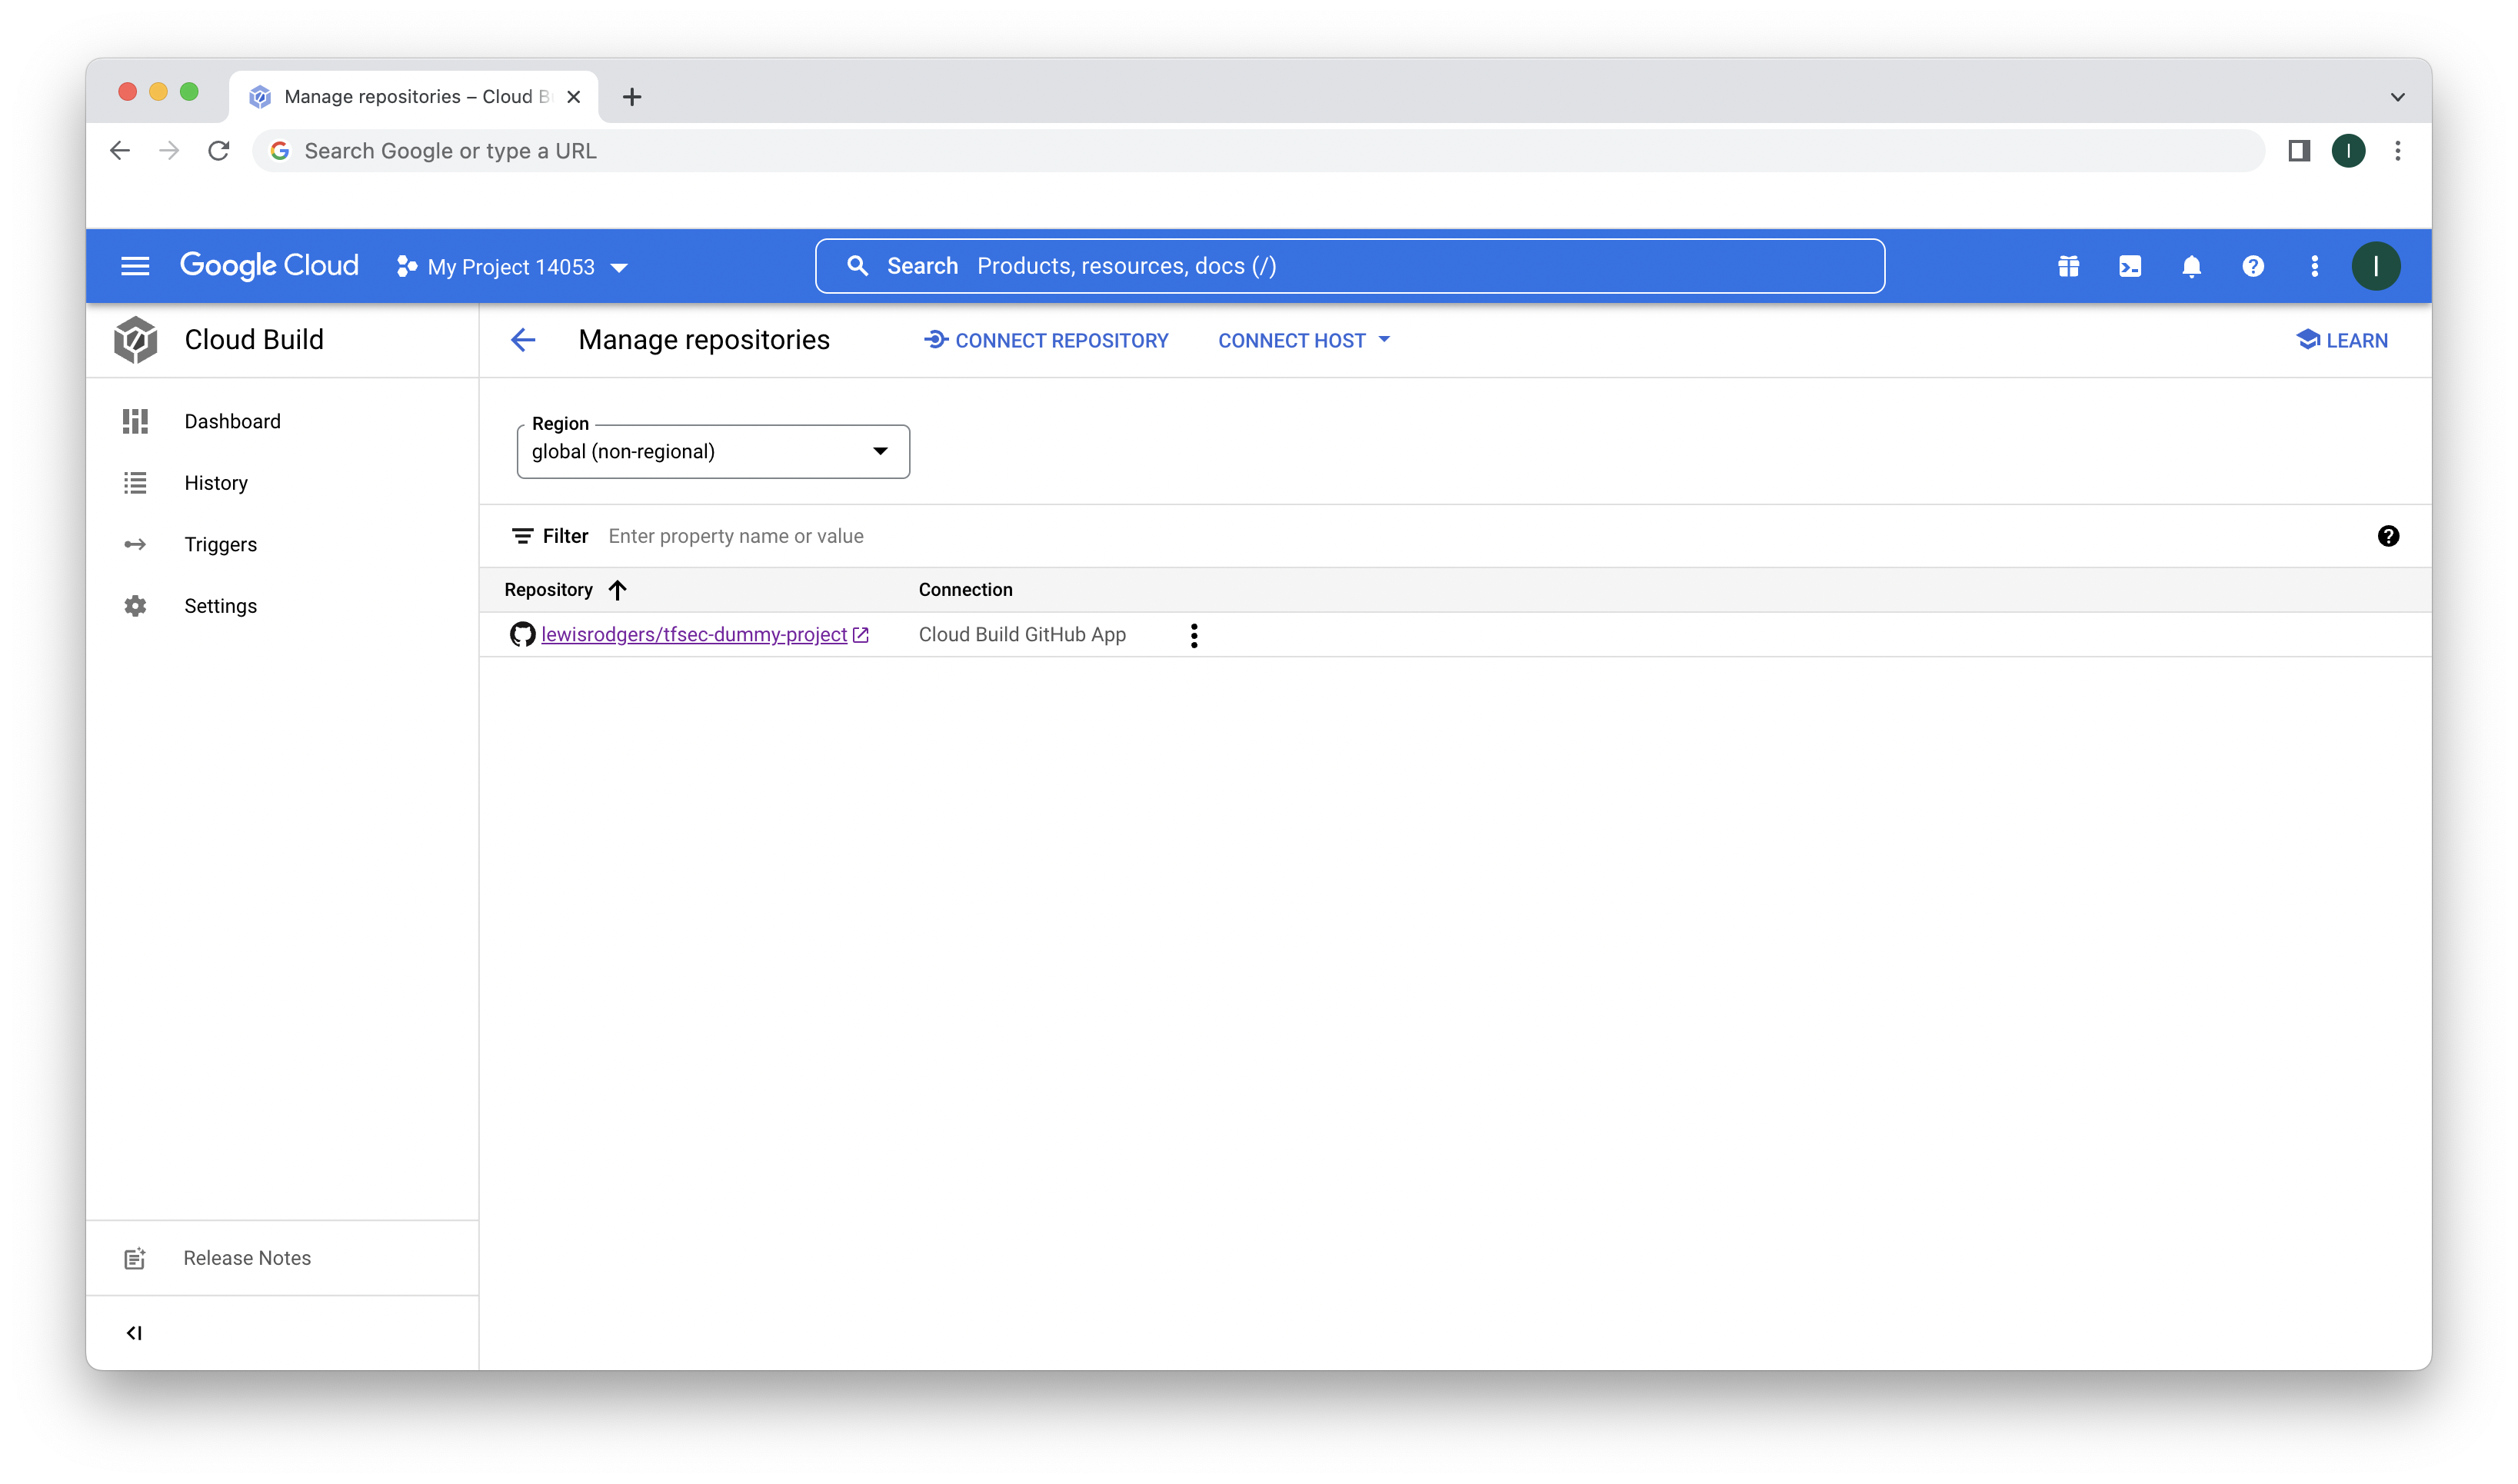 Manage repositories – Cloud B
Search Google or type a URL
I
Google Cloud
My Project 14053
Search Products, resources, docs (/)
I
Cloud Build
Manage repositories
CONNECT REPOSITORY
CONNECT HOST
LEARN
Dashboard
History
Triggers
Settings
Region
global (non-regional)
Filter Enter property name or value
Repository Connection
lewisrodgers/tfsec-dummy-project Cloud Build GitHub App
Release Notes